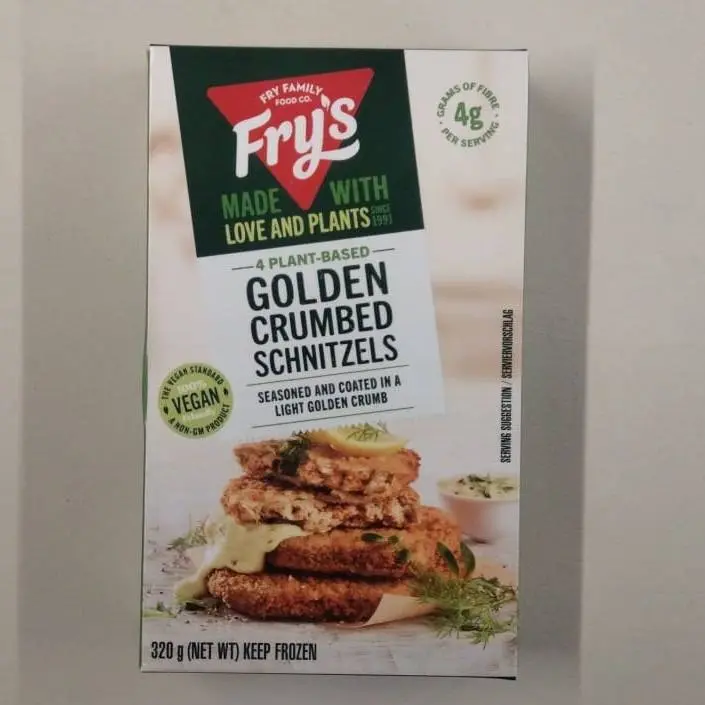 FRY FAMILY
FOOD CO.
Fry's
MADE WITH
LOVE AND PLANTS
SINCE
1991
GRAMS OF FIBRE
4g
PER SERVING
4 PLANT-BASED
GOLDEN
CRUMBED
SCHNITZELS
SEASONED AND COATED IN A
LIGHT GOLDEN CRUMB
THE VEGAN STANDARD
100%
VEGAN
Friendly
A NON-GM PRODUCT
SERVING SUGGESTION / SERVIERVORSCHLAG
320 g (NET WT) KEEP FROZEN